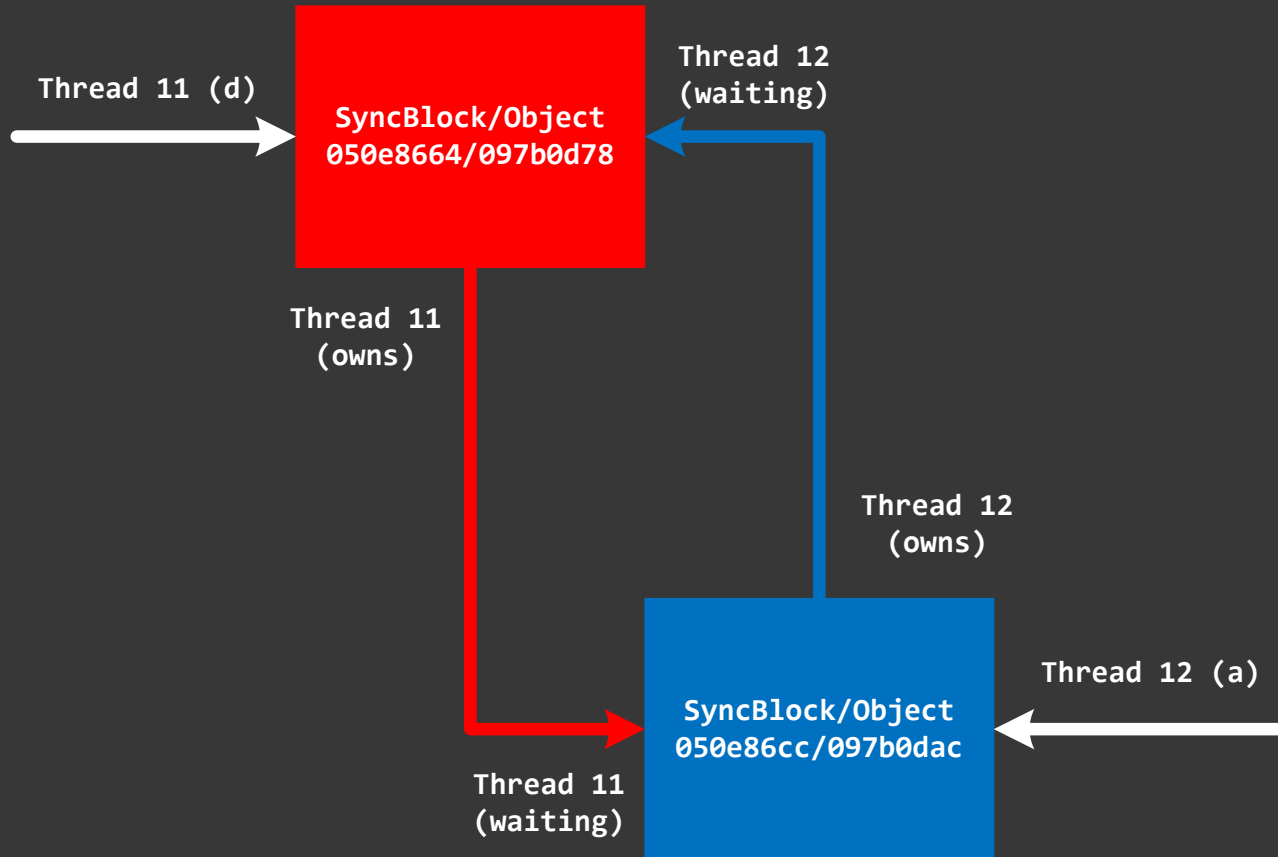 Thread 11 (d)
SyncBlock/Object
050e8664/097b0d78
Thread 12
(waiting)
Thread 11
(owns)
Thread 12
(owns)
SyncBlock/Object
050e86cc/097b0dac
Thread 12 (a)
Thread 11
(waiting)